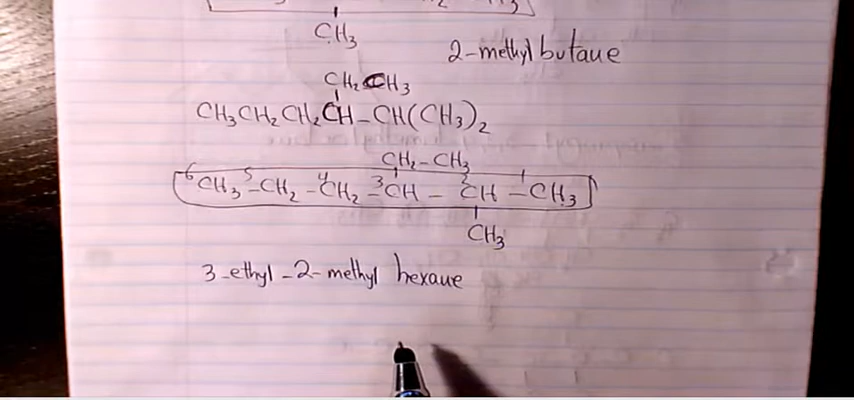 CH₃
2-methyl butane
CH₂CH₃
CH₃CH₂CH₂CH-CH(CH₃)₂
CH₂-CH₃
⁶CH₃-⁵CH₂-⁴CH₂-³CH-²CH-CH₃
CH₃
3-ethyl-2-methyl hexane